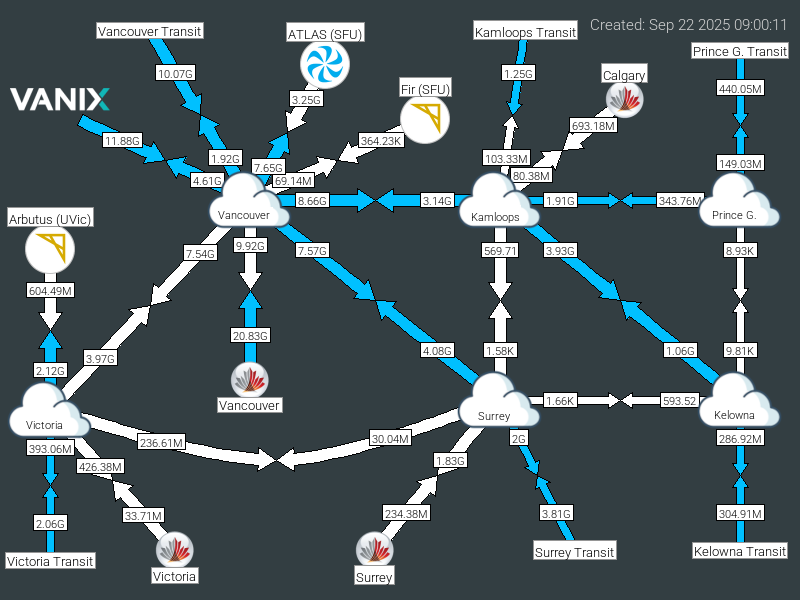 Created: Sep 22 2025 09:00:11
Vancouver Transit
ATLAS (SFU)
Kamloops Transit
Prince G. Transit
10.07G
1.25G
Calgary
Fir (SFU)
440.05M
VANIX
3.25G
693.18M
11.88G
364.23K
1.92G
103.33M
149.03M
7.65G
80.38M
4.61G
69.14M
8.66G
3.14G
1.91G
343.76M
Vancouver
Kamloops
Prince G.
Arbutus (UVic)
7.54G
9.92G
7.57G
569.71
3.93G
8.93K
604.49M
20.83G
3.97G
4.08G
1.58K
1.06G
9.81K
2.12G
Vancouver
1.66K
593.52
Victoria
Surrey
Kelowna
393.06M
236.61M
30.04M
2G
286.92M
426.38M
1.83G
2.06G
33.71M
234.38M
3.81G
304.91M
Victoria Transit
Victoria
Surrey
Surrey Transit
Kelowna Transit